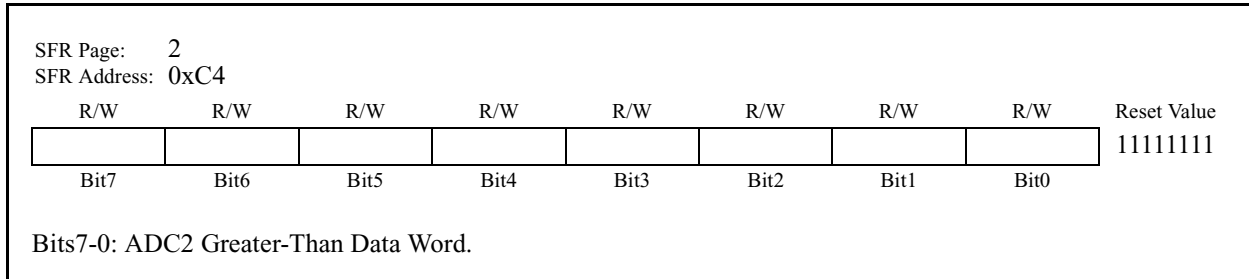 SFR Page: 2
SFR Address: 0xC4
R/W R/W R/W R/W R/W R/W R/W R/W Reset Value
11111111
Bit7 Bit6 Bit5 Bit4 Bit3 Bit2 Bit1 Bit0
Bits7-0: ADC2 Greater-Than Data Word.